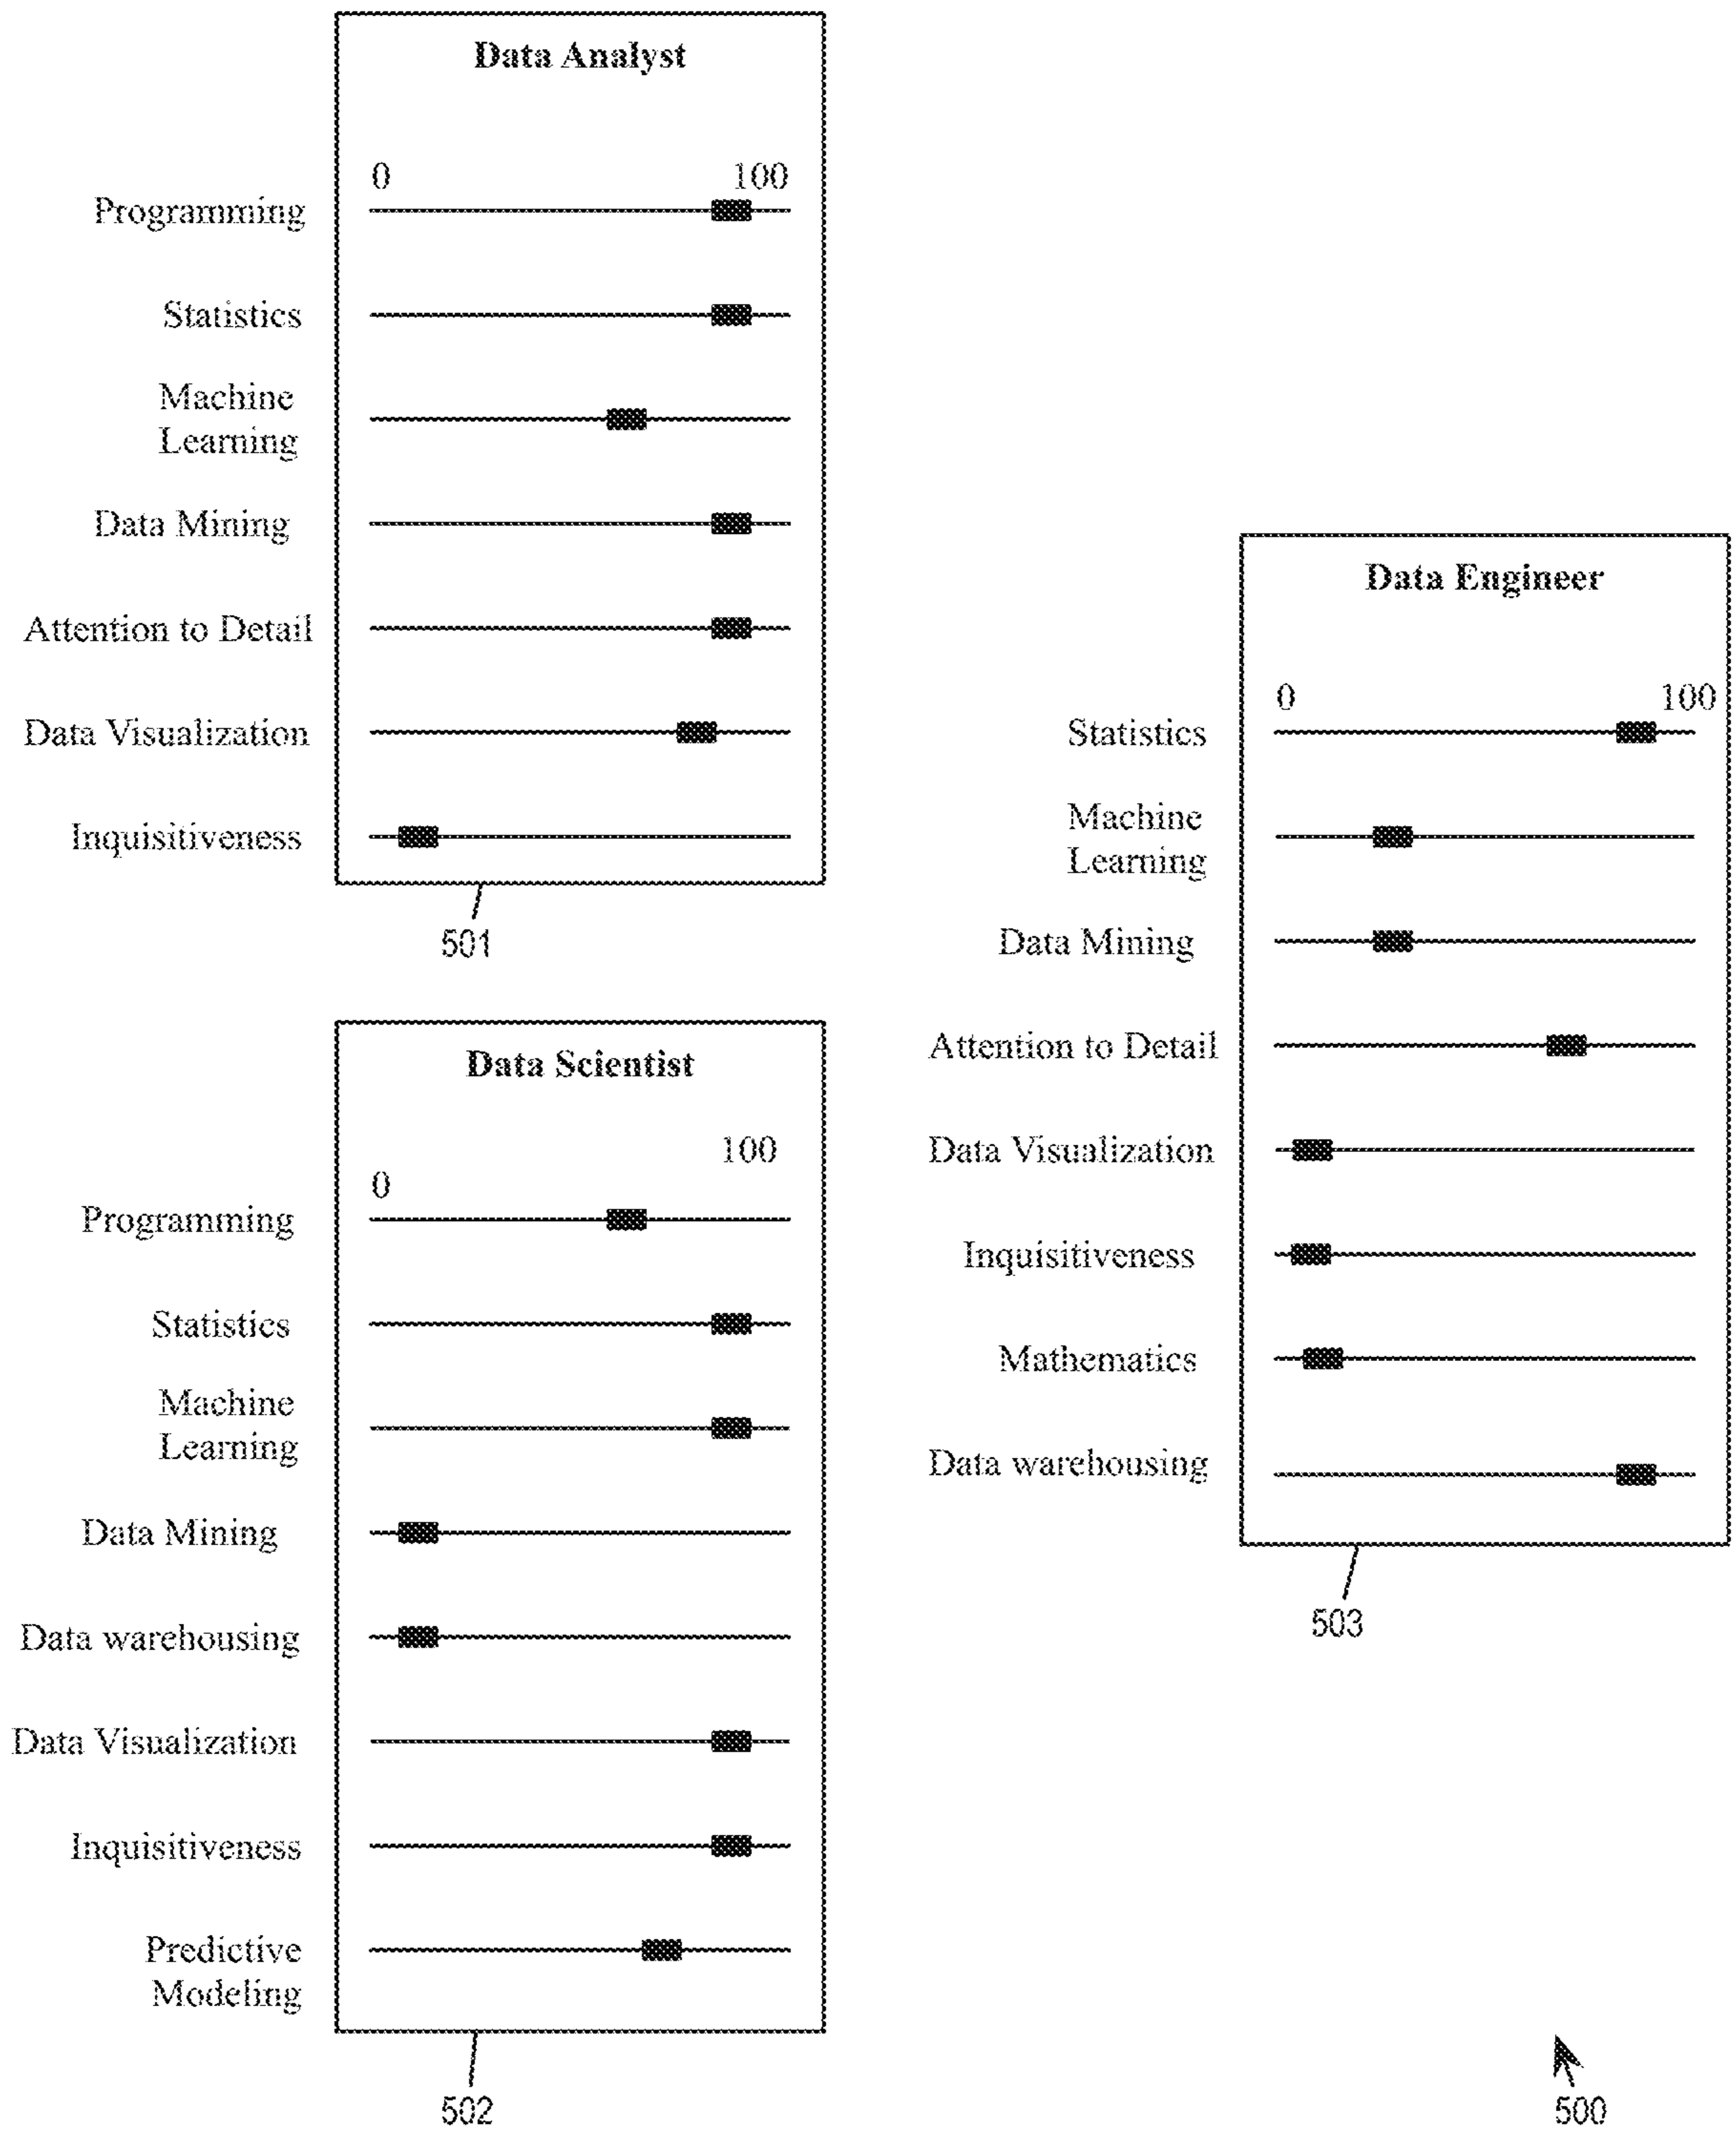 Data Analyst
0 100
Programming
Statistics
Machine
Learning
Data Mining
Attention to Detail
Data Visualization
Inquisitiveness
501
Data Scientist
100
0
Programming
Statistics
Machine
Learning
Data Mining
Data warehousing
Data Visualization
Inquisitiveness
Predictive
Modeling
502
Data Engineer
0 100
Statistics
Machine
Learning
Data Mining
Attention to Detail
Data Visualization
Inquisitiveness
Mathematics
Data warehousing
503
500